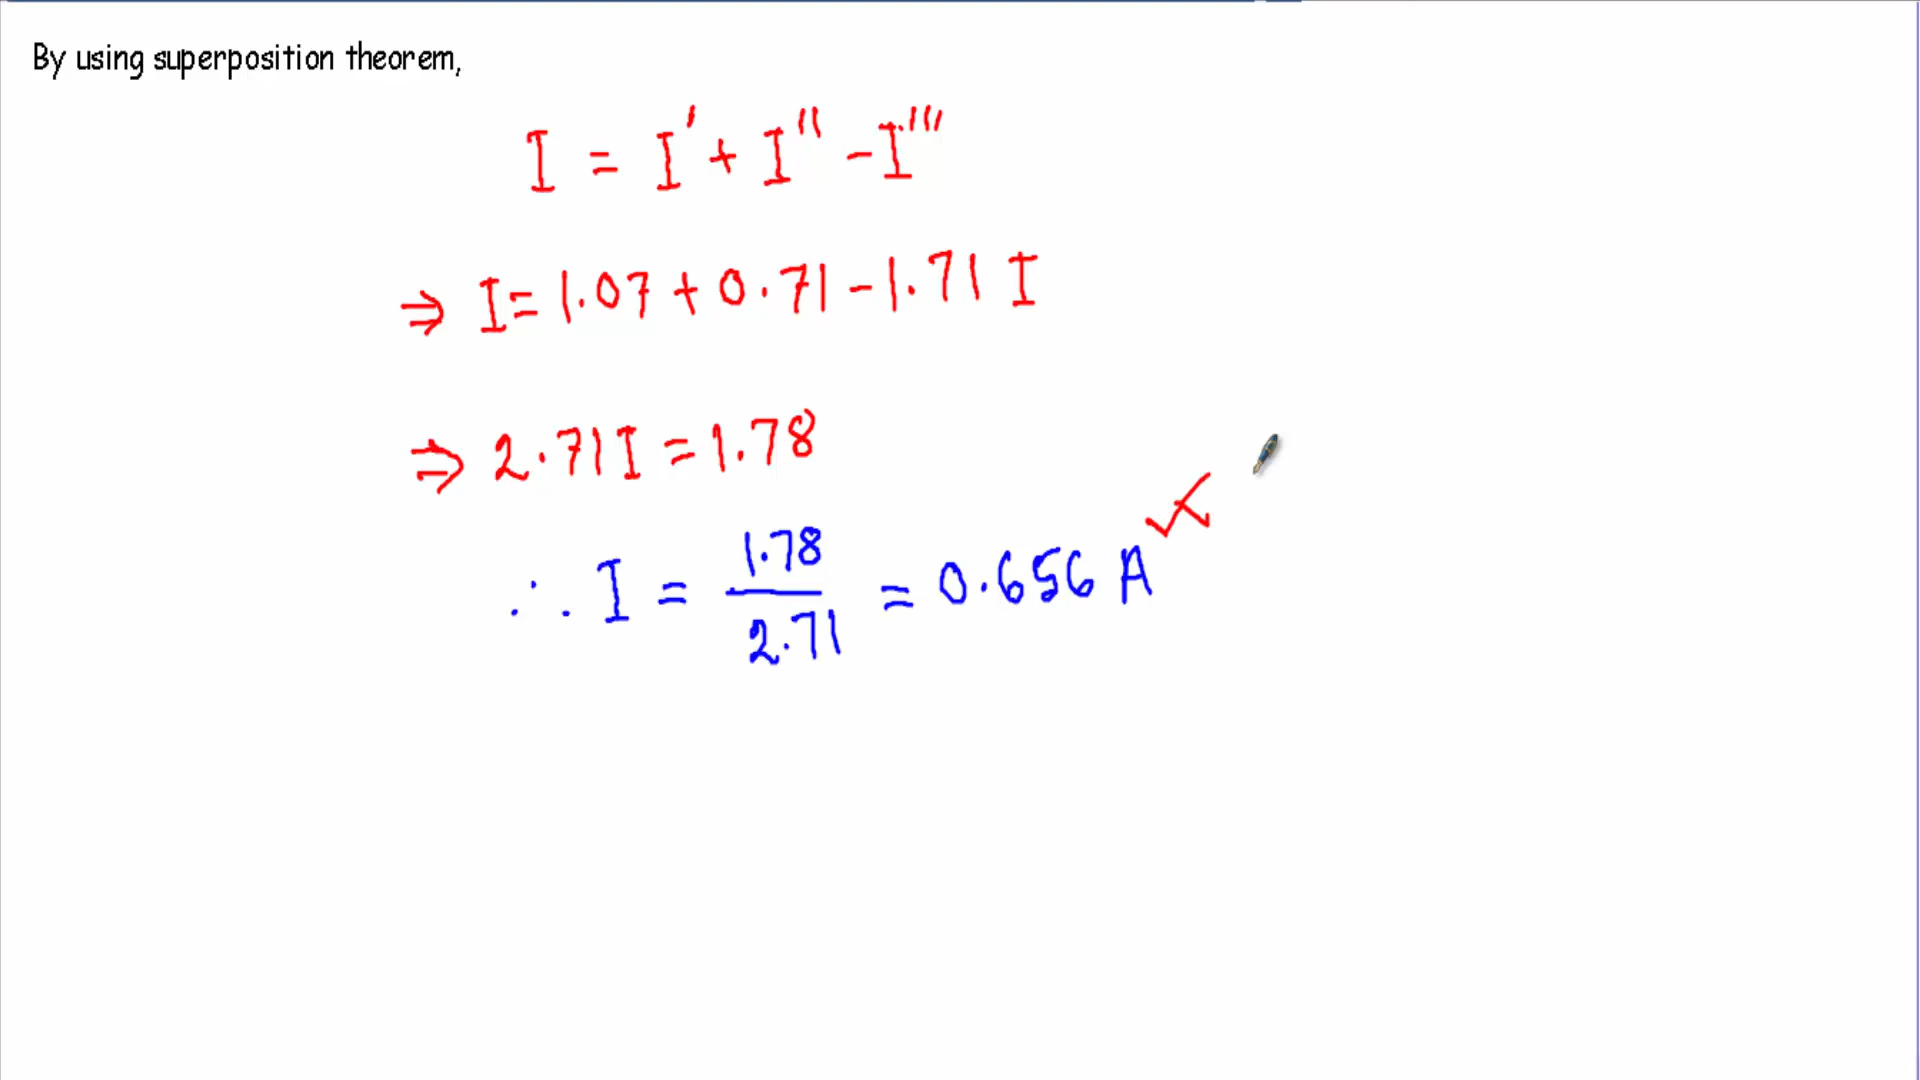 By using superposition theorem,
I = I' + I'' - I'''
⇒ I = 1.07 + 0.71 - 1.71 I
⇒ 2.71 I = 1.78
∴ I = 1.78/2.71 = 0.656 A